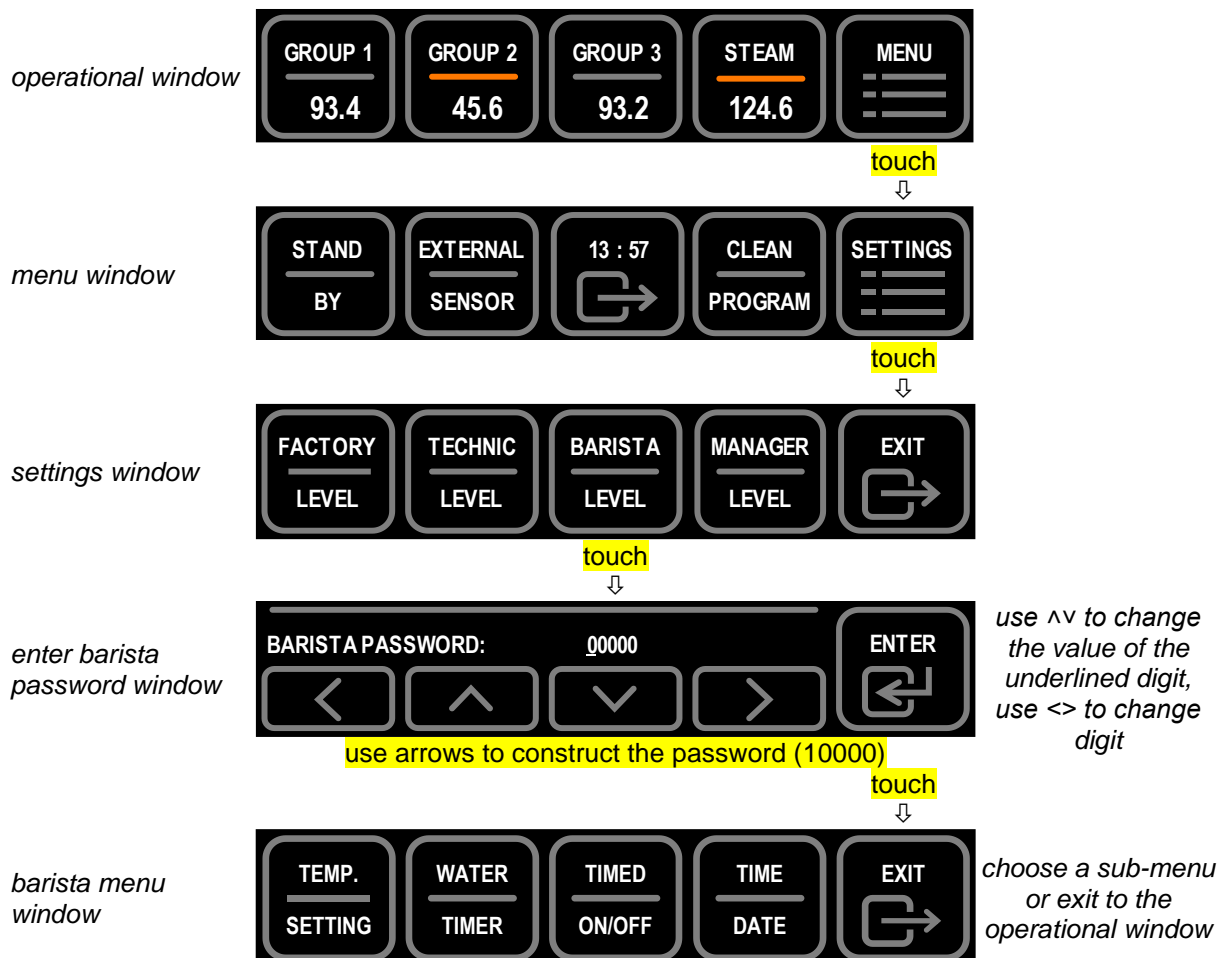 operational window
GROUP 1 GROUP 2 GROUP 3 STEAM MENU
93.4 45.6 93.2 124.6
touch
⇩
menu window
STAND EXTERNAL 13 : 57 CLEAN SETTINGS
BY SENSOR PROGRAM
touch
⇩
settings window
FACTORY TECHNIC BARISTA MANAGER EXIT
LEVEL LEVEL LEVEL LEVEL
touch
⇩
enter barista
password window
BARISTA PASSWORD: 00000 ENTER
< ˄ ˅ >
use ˄˅ to change
the value of the
underlined digit,
use <> to change
digit
use arrows to construct the password (10000)
touch
⇩
barista menu
window
TEMP. WATER TIMED TIME EXIT
SETTING TIMER ON/OFF DATE
choose a sub-menu
or exit to the
operational window